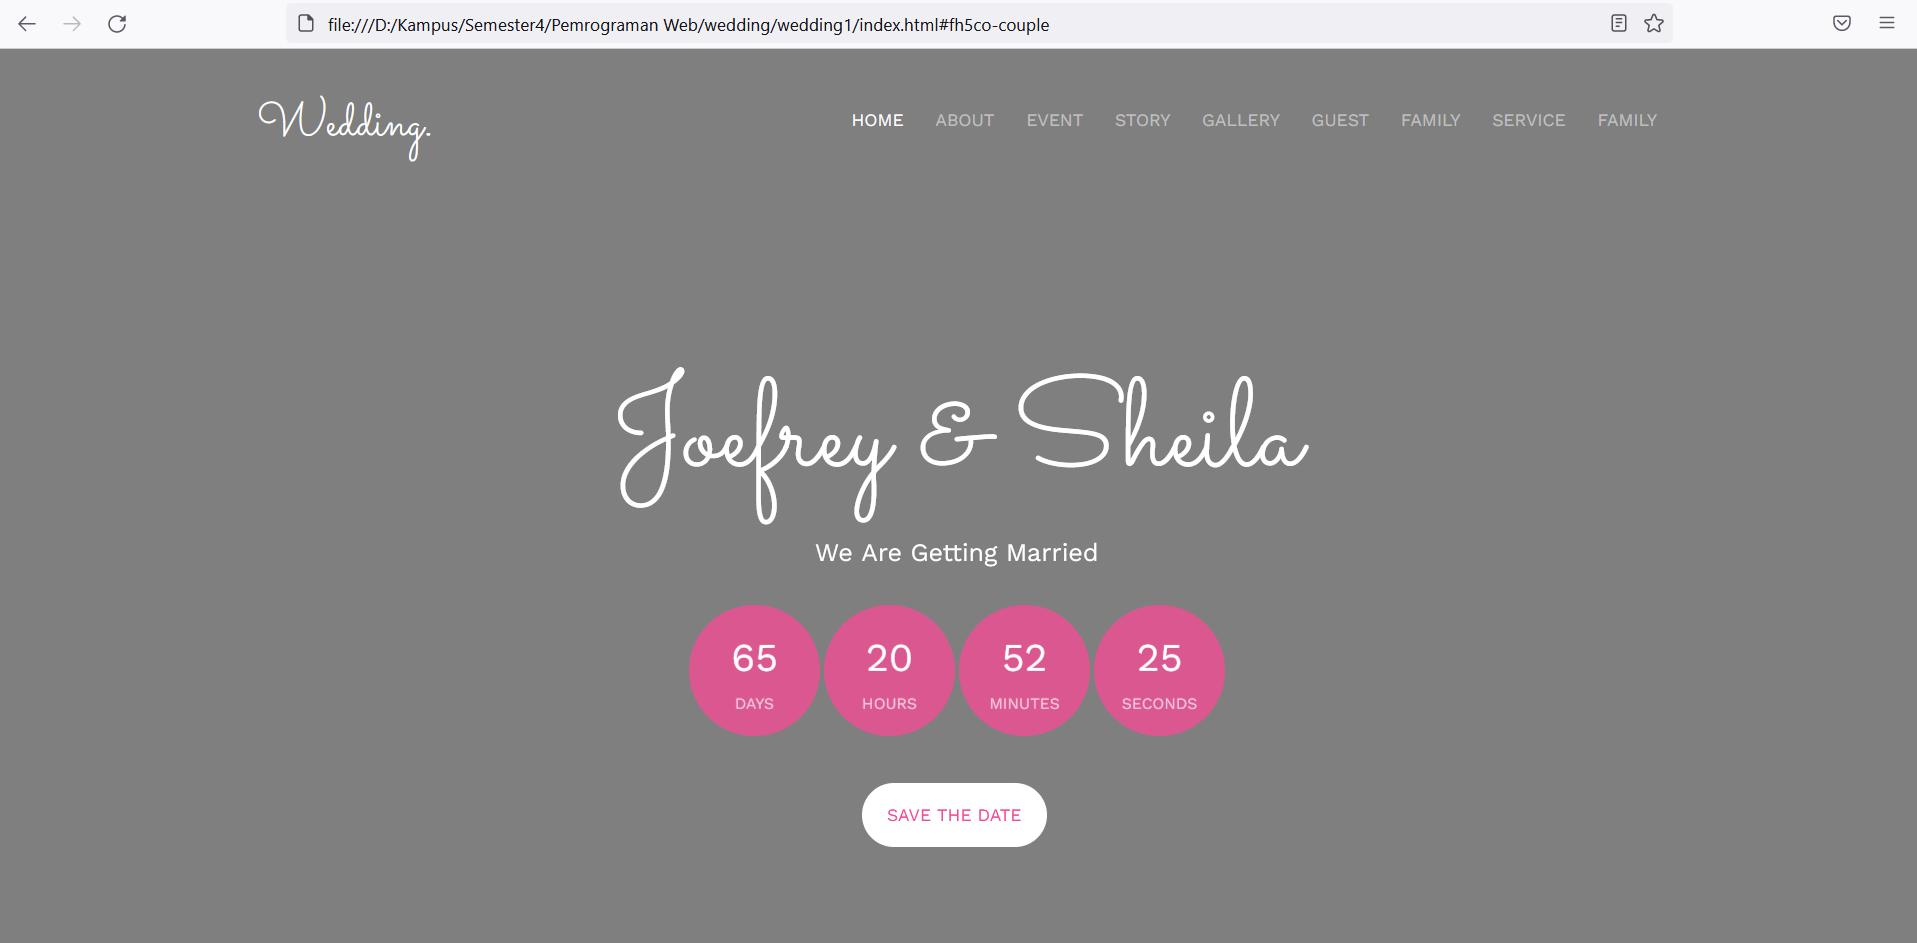 file:///D:/Kampus/Semester4/Pemrograman Web/wedding/wedding1/index.html#fh5co-couple
Wedding.
HOME ABOUT EVENT STORY GALLERY GUEST FAMILY SERVICE FAMILY
Joefrey & Sheila
We Are Getting Married
65 20 52 25
DAYS HOURS MINUTES SECONDS
SAVE THE DATE